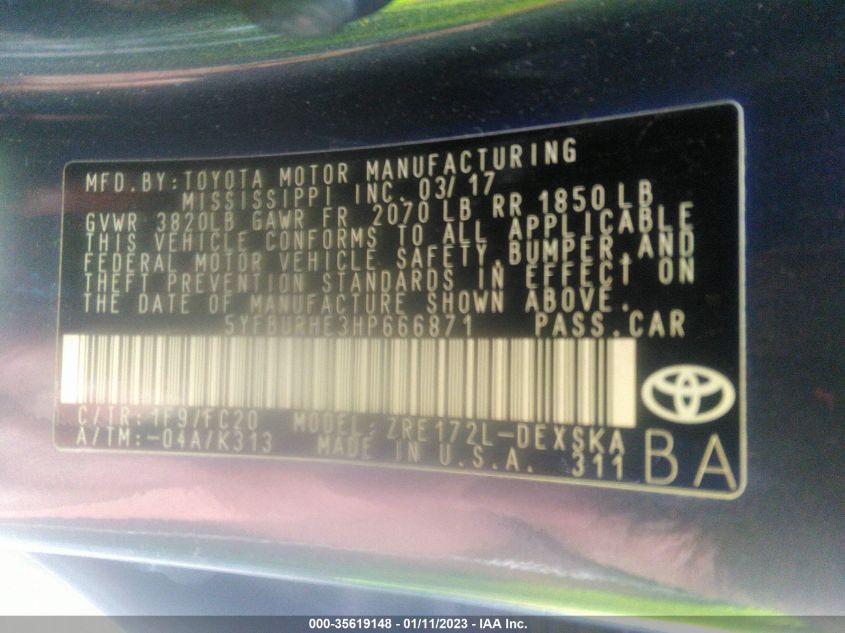 MFD.BY:TOYOTA MOTOR MANUFACTURING
MISSISSIPPI INC. 03/17
GVWR 3820LB GAWR FR 2070 LB RR 1850 LB
THIS VEHICLE CONFORMS TO ALL APPLICABLE
FEDERAL MOTOR VEHICLE SAFETY,BUMPER,AND
THEFT PREVENTION STANDARDS IN EFFECT ON
THE DATE OF MANUFACTURE SHOWN ABOVE.
5YFBURHE3HP666871 PASS.CAR
C/TR:1F9/FC20 MODEL:ZRE172L-DEXSKA
A/TM:-04A/K313 MADE IN U.S.A. 311
BA
000-35619148 - 01/11/2023 - IAA Inc.